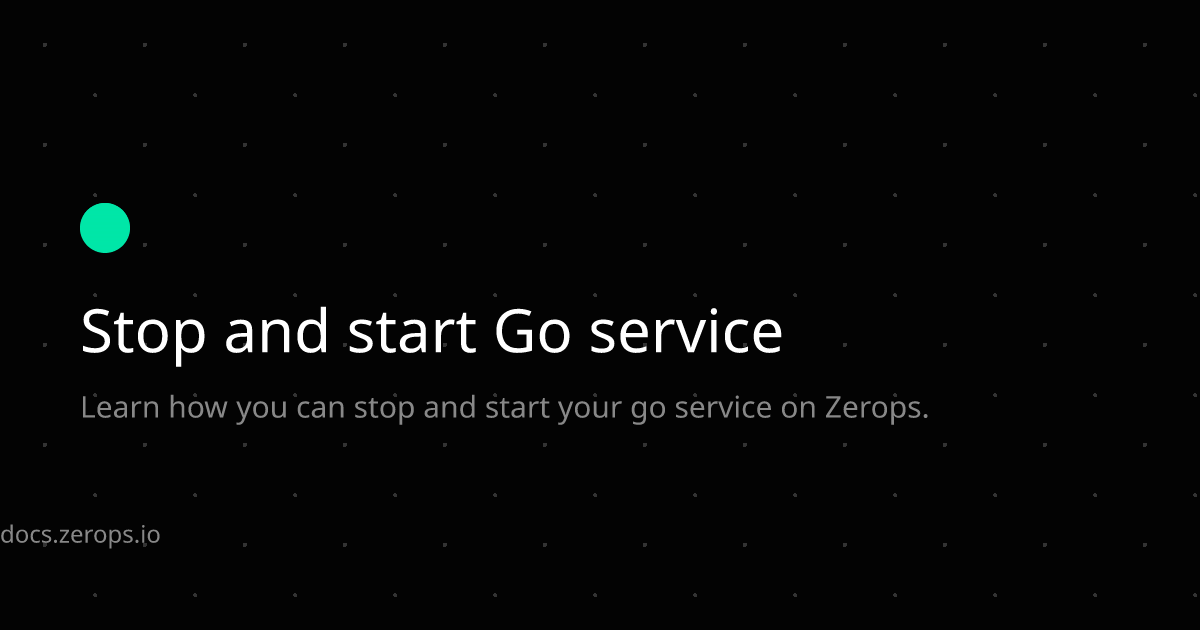 Stop and start Go service
Learn how you can stop and start your go service on Zerops.
docs.zerops.io